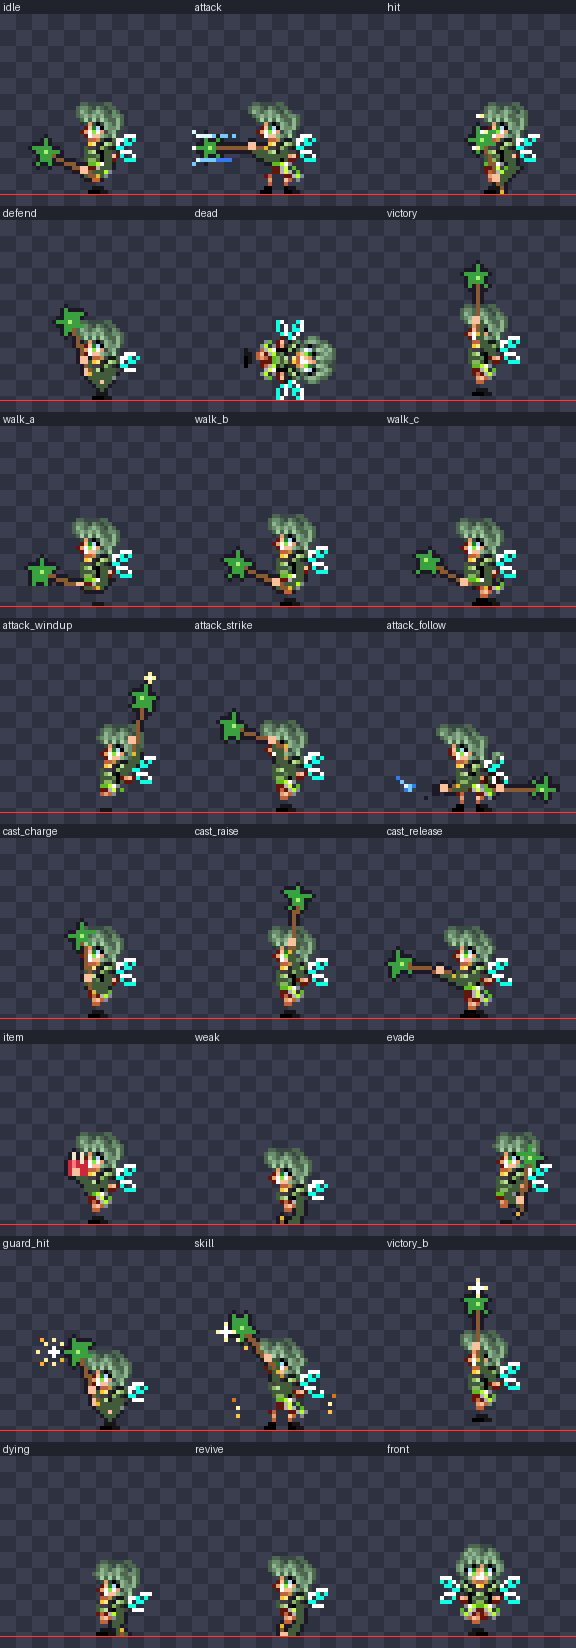 idle attack hit
defend dead victory
walk_a walk_b walk_c
attack_windup attack_strike attack_follow
cast_charge cast_raise cast_release
item weak evade
guard_hit skill victory_b
dying revive front